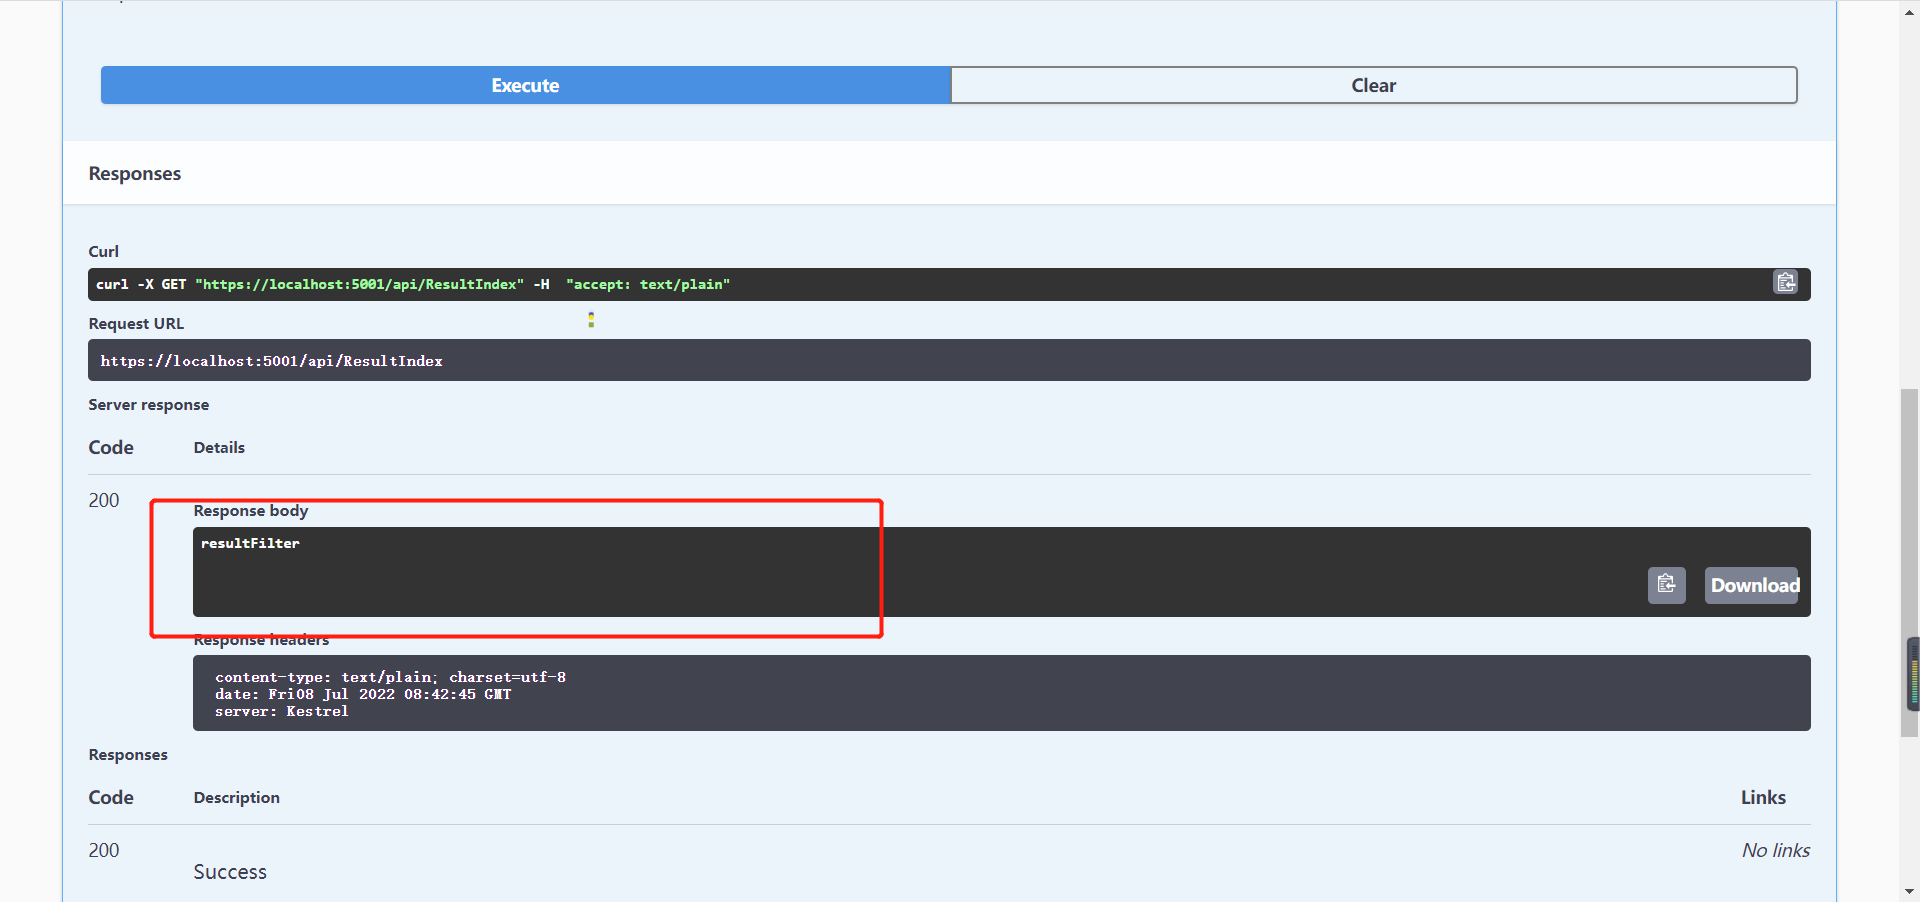 Execute
Clear
Responses
Curl
curl -X GET "https://localhost:5001/api/ResultIndex" -H  "accept: text/plain"
Request URL
https://localhost:5001/api/ResultIndex
Server response
Code
Details
200
Response body
resultFilter
Download
Response headers
content-type: text/plain; charset=utf-8
date: Fri08 Jul 2022 08:42:45 GMT
server: Kestrel
Responses
Code
Description
Links
200
Success
No links